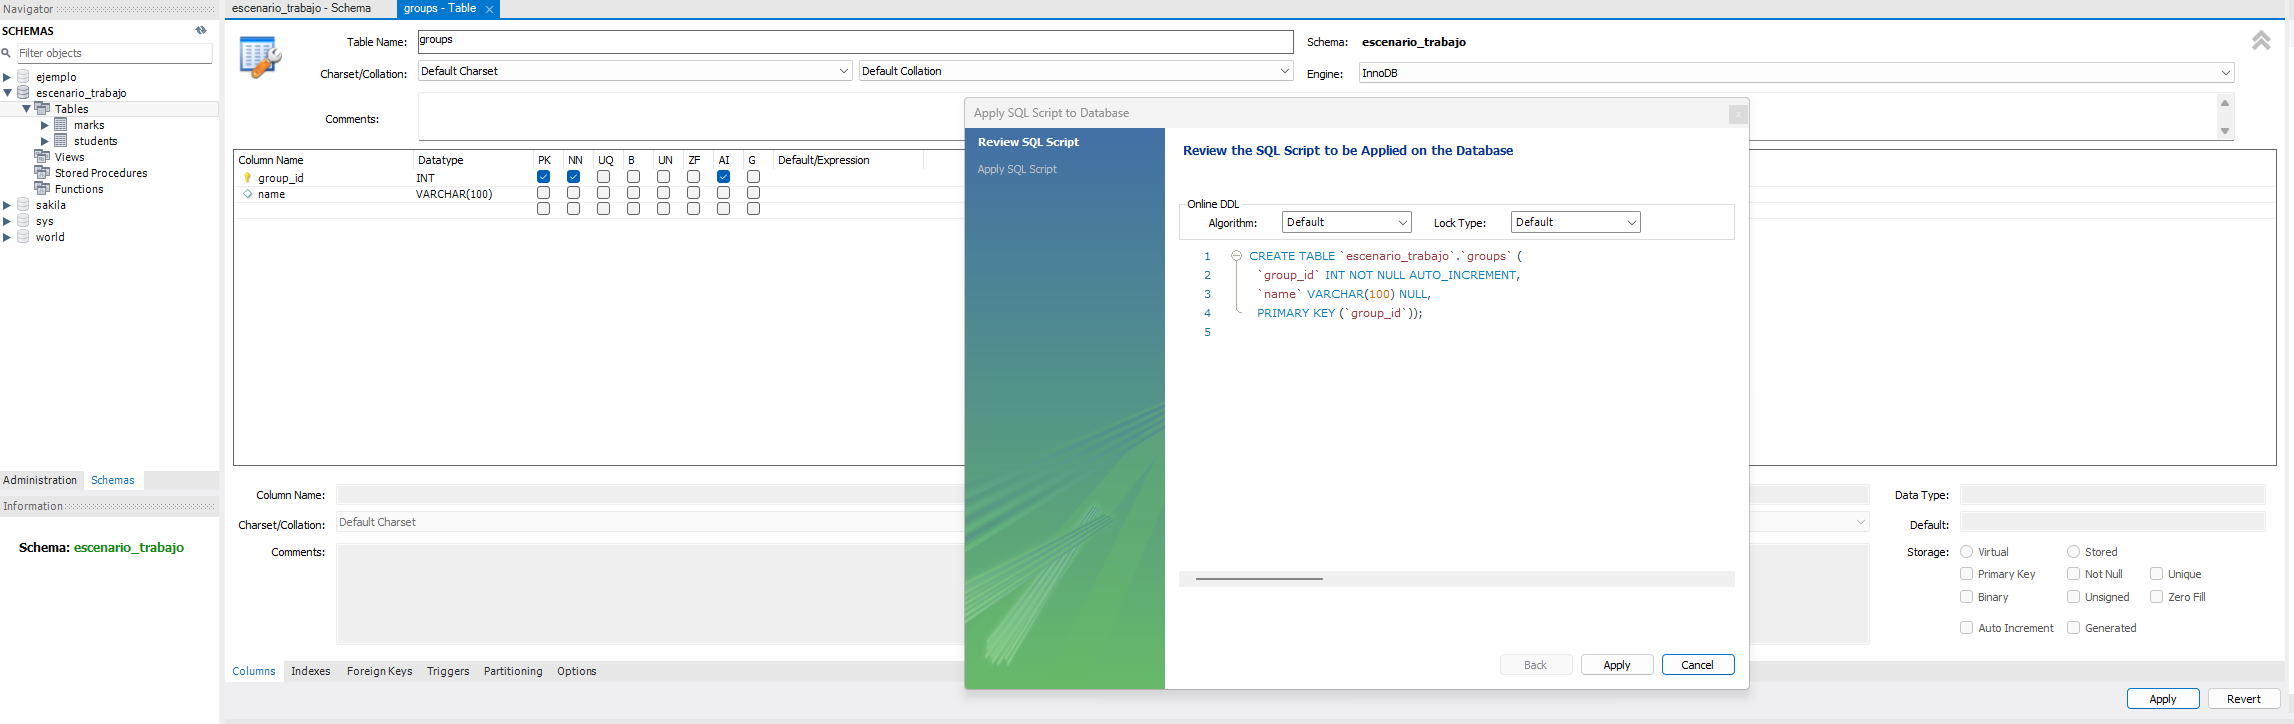 Navigator
SCHEMAS
Filter objects
ejemplo
escenario_trabajo
Tables
marks
students
Views
Stored Procedures
Functions
sakila
sys
world
Administration Schemas
Information
Schema: escenario_trabajo
escenario_trabajo - Schema groups - Table
Table Name: groups Schema: escenario_trabajo
Charset/Collation: Default Charset Default Collation Engine: InnoDB
Comments:
Column Name Datatype PK NN UQ B UN ZF AI G Default/Expression
group_id INT
name VARCHAR(100)
Apply SQL Script to Database
Review SQL Script
Apply SQL Script
Review the SQL Script to be Applied on the Database
Online DDL
Algorithm: Default Lock Type: Default
1 CREATE TABLE `escenario_trabajo`.`groups` (
2 `group_id` INT NOT NULL AUTO_INCREMENT,
3 `name` VARCHAR(100) NULL,
4 PRIMARY KEY (`group_id`));
5
Back Apply Cancel
Column Name: Data Type:
Charset/Collation: Default Charset Default:
Comments: Storage: Virtual Stored
Primary Key Not Null Unique
Binary Unsigned Zero Fill
Auto Increment Generated
Columns Indexes Foreign Keys Triggers Partitioning Options
Apply Revert